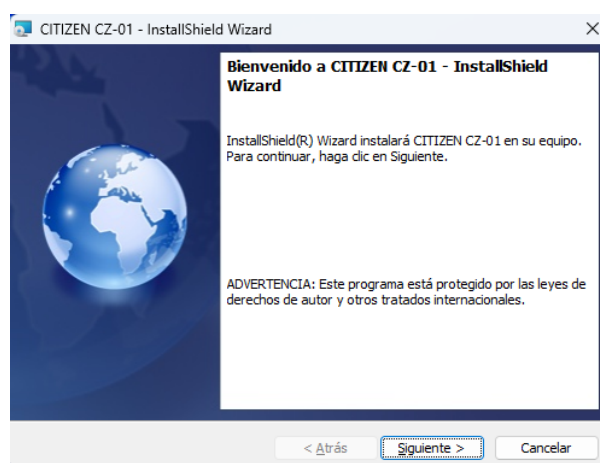 CITIZEN CZ-01 - InstallShield Wizard
Bienvenido a CITIZEN CZ-01 - InstallShield
Wizard
InstallShield(R) Wizard instalará CITIZEN CZ-01 en su equipo.
Para continuar, haga clic en Siguiente.
ADVERTENCIA: Este programa está protegido por las leyes de
derechos de autor y otros tratados internacionales.
< Atrás
Siguiente >
Cancelar